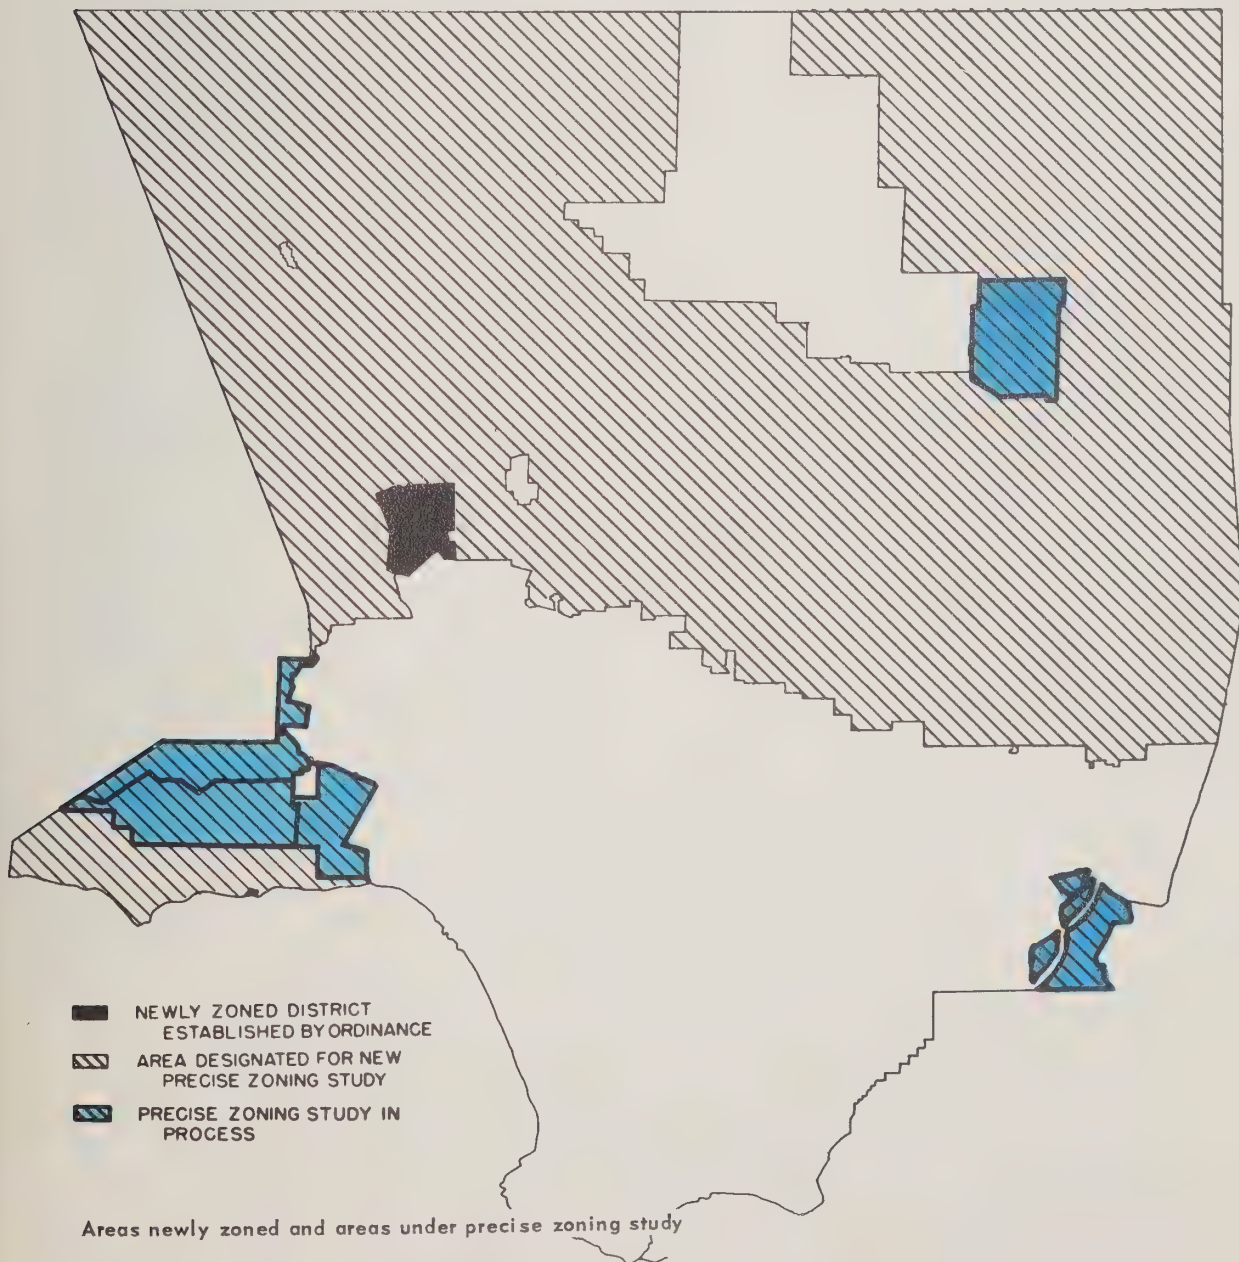 NEWLY ZONED DISTRICT
ESTABLISHED BY ORDINANCE
AREA DESIGNATED FOR NEW
PRECISE ZONING STUDY
PRECISE ZONING STUDY IN
PROCESS
Areas newly zoned and areas under precise zoning study